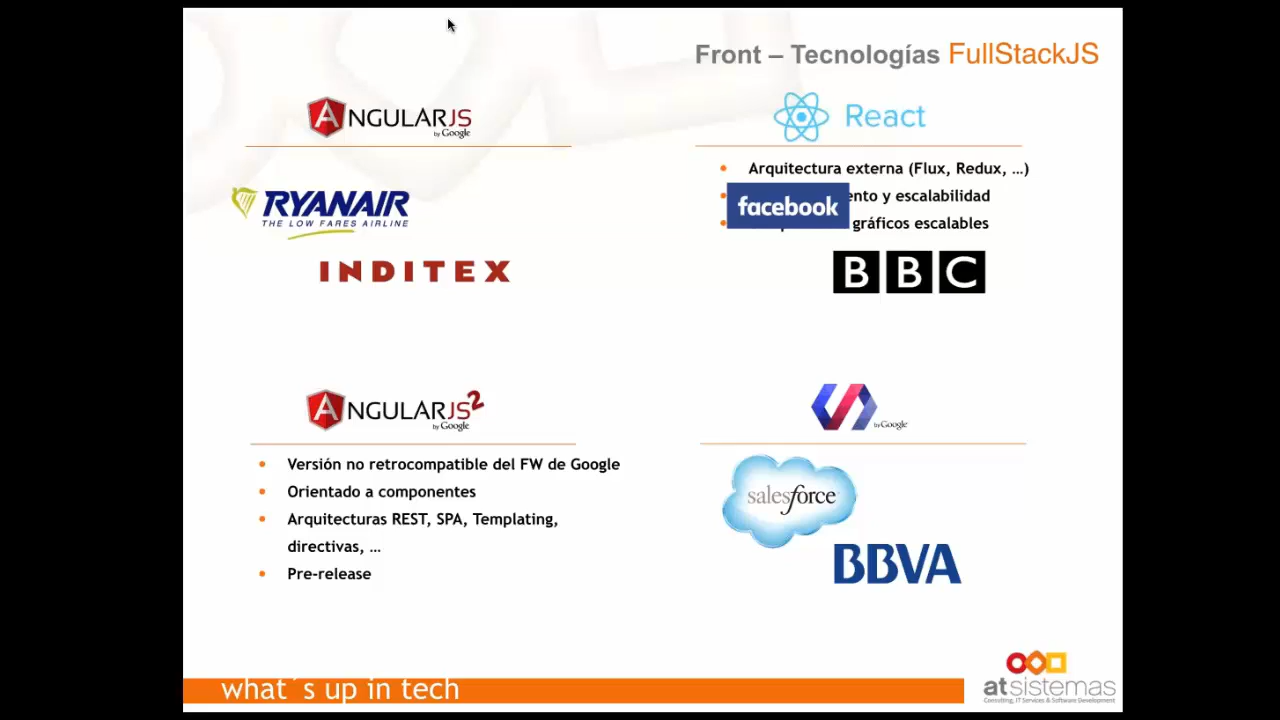 Front – Tecnologías FullStackJS
ANGULARJS
by Google
RYANAIR
THE LOW FARES AIRLINE
INDITEX
React
Arquitectura externa (Flux, Redux, …)
y escalabilidad
facebook
gráficos escalables
BBC
ANGULARJS2
by Google
Versión no retrocompatible del FW de Google
Orientado a componentes
Arquitecturas REST, SPA, Templating,
directivas, …
Pre-release
by Google
salesforce
BBVA
what´s up in tech
atsistemas
Consulting, IT Services & Software Development